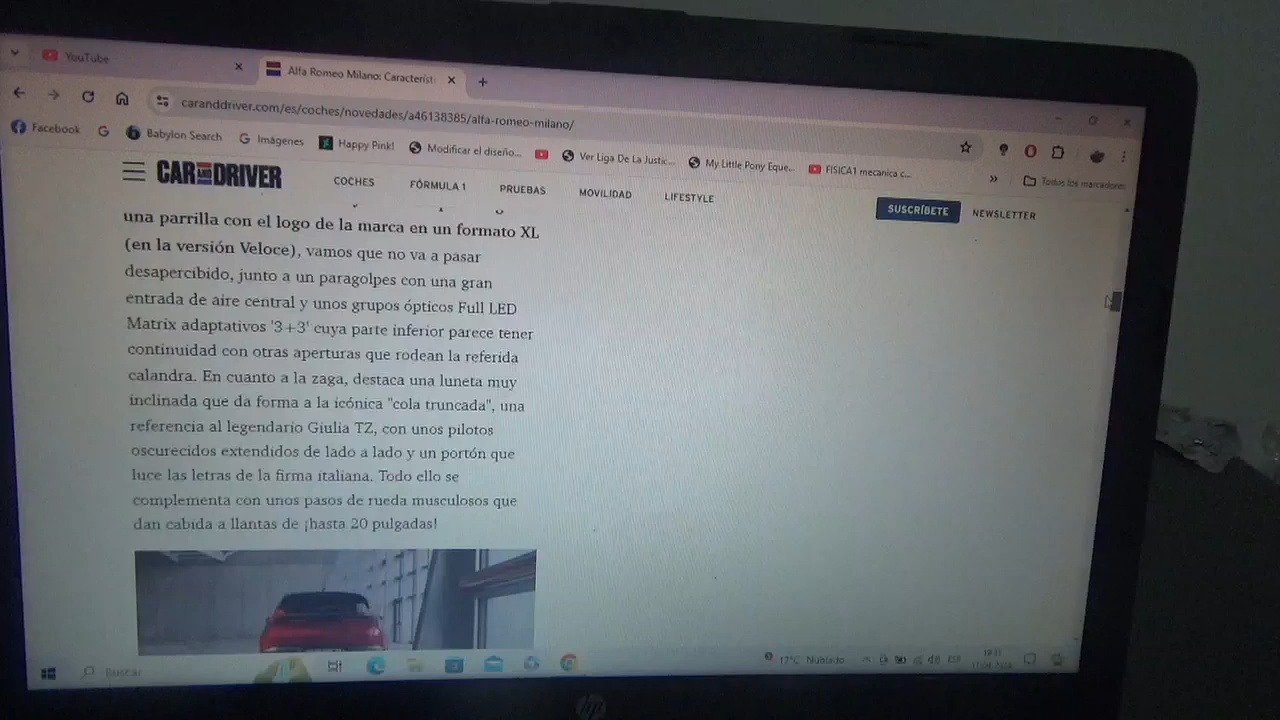 YouTube
Alfa Romeo Milano: Característ
caranddriver.com/es/coches/novedades/a46138385/alfa-romeo-milano/
Facebook
Babylon Search
Imágenes
Happy Pink!
Modificar el diseño...
Ver Liga De La Justic...
My Little Pony Eque...
FISICA1 mecanica c...
Todos los marcadores
CAR AND DRIVER
COCHES
FÓRMULA 1
PRUEBAS
MOVILIDAD
LIFESTYLE
SUSCRÍBETE
NEWSLETTER
una parrilla con el logo de la marca en un formato XL
(en la versión Veloce), vamos que no va a pasar
desapercibido, junto a un paragolpes con una gran
entrada de aire central y unos grupos ópticos Full LED
Matrix adaptativos '3+3' cuya parte inferior parece tener
continuidad con otras aperturas que rodean la referida
calandra. En cuanto a la zaga, destaca una luneta muy
inclinada que da forma a la icónica "cola truncada", una
referencia al legendario Giulia TZ, con unos pilotos
oscurecidos extendidos de lado a lado y un portón que
luce las letras de la firma italiana. Todo ello se
complementa con unos pasos de rueda musculosos que
dan cabida a llantas de ¡hasta 20 pulgadas!
Buscar
17°C Nublado
ESP
hp